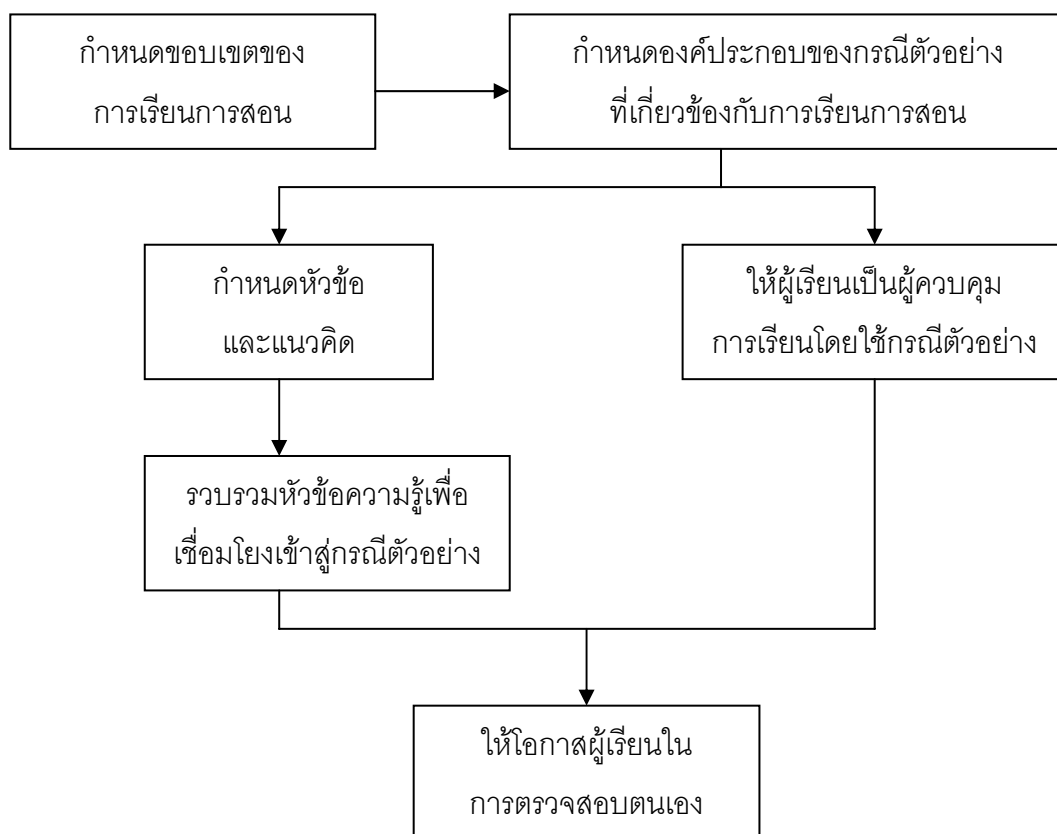 กำหนดขอบเขตของ
การเรียนการสอน
กำหนดองค์ประกอบของกรณีตัวอย่าง
ที่เกี่ยวข้องกับการเรียนการสอน
กำหนดหัวข้อ
และแนวคิด
ให้ผู้เรียนเป็นผู้ควบคุม
การเรียนโดยใช้กรณีตัวอย่าง
รวบรวมหัวข้อความรู้เพื่อ
เชื่อมโยงเข้าสู่กรณีตัวอย่าง
ให้โอกาสผู้เรียนใน
การตรวจสอบตนเอง